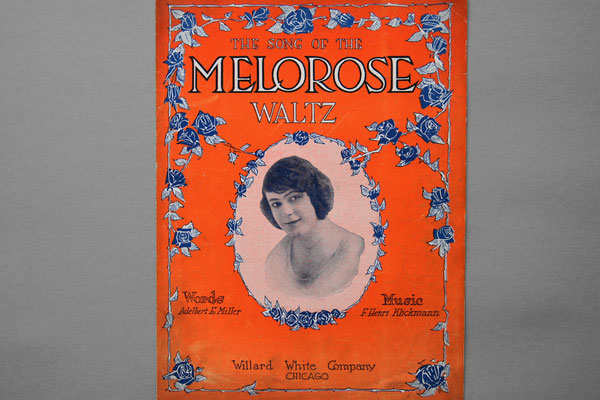 THE SONG OF THE
MELOROSE
WALTZ
Words
Adelbert E. Miller
Music
F. Henri Klickmann
Willard White Company
CHICAGO